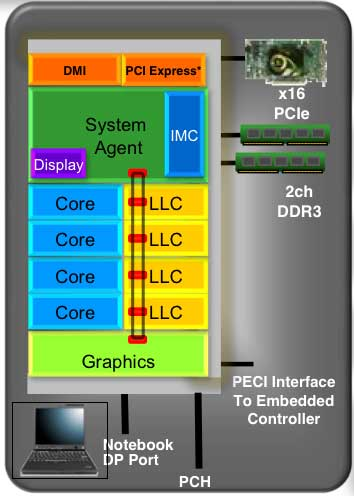 DMI
PCI Express*
System
Agent
IMC
Display
Core
LLC
Core
LLC
Core
LLC
Core
LLC
Graphics
x16
PCIe
2ch
DDR3
PECI Interface
To Embedded
Controller
Notebook
DP Port
PCH